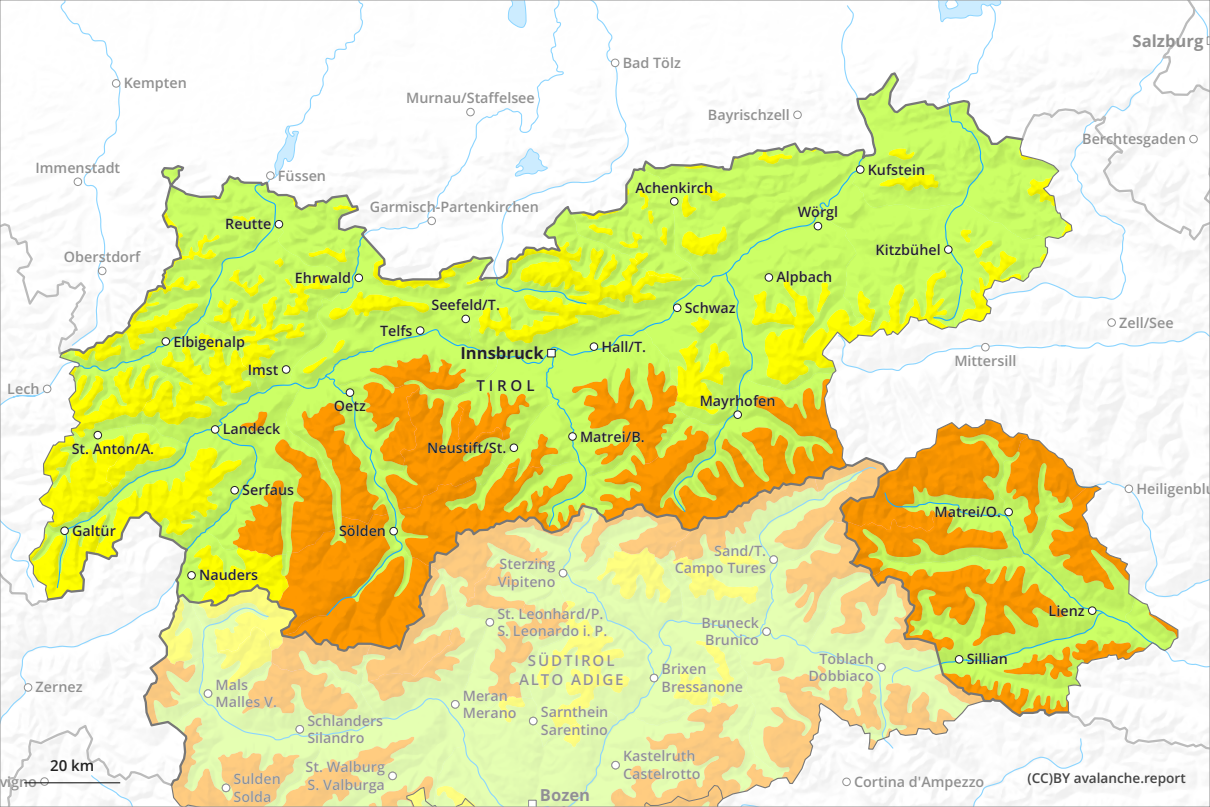 Salzburg
Bad Tölz
Kempten
Murnau/Staffelsee
Bayrischzell
Berchtesgaden
Immenstadt
Füssen
Kufstein
Achenkirch
Garmisch-Partenkirchen
Wörgl
Reutte
Kitzbühel
Oberstdorf
Ehrwald
Alpbach
Seefeld/T.
Schwaz
Telfs
Zell/See
Elbigenalp
Innsbruck
Hall/T.
Mittersill
Imst
TIROL
Lech
Oetz
Mayrhofen
Landeck
Matrei/B.
St. Anton/A.
Neustift/St.
Serfaus
Heiligenblu
Matrei/O.
Galtür
Sölden
Sand/T.
Campo Tures
Sterzing
Vipiteno
Nauders
Lienz
St. Leonhard/P.
S. Leonardo i. P.
Bruneck
Brunico
SÜDTIROL
ALTO ADIGE
Toblach
Dobbiaco
Sillian
Brixen
Bressanone
Zernez
Mals
Malles V.
Meran
Merano
Sarnthein
Sarentino
Schlanders
Silandro
Kastelruth
Castelrotto
St. Walburg
S. Valburga
20 km
vigno
Sulden
Solda
Cortina d'Ampezzo
(CC)BY avalanche.report
Bozen